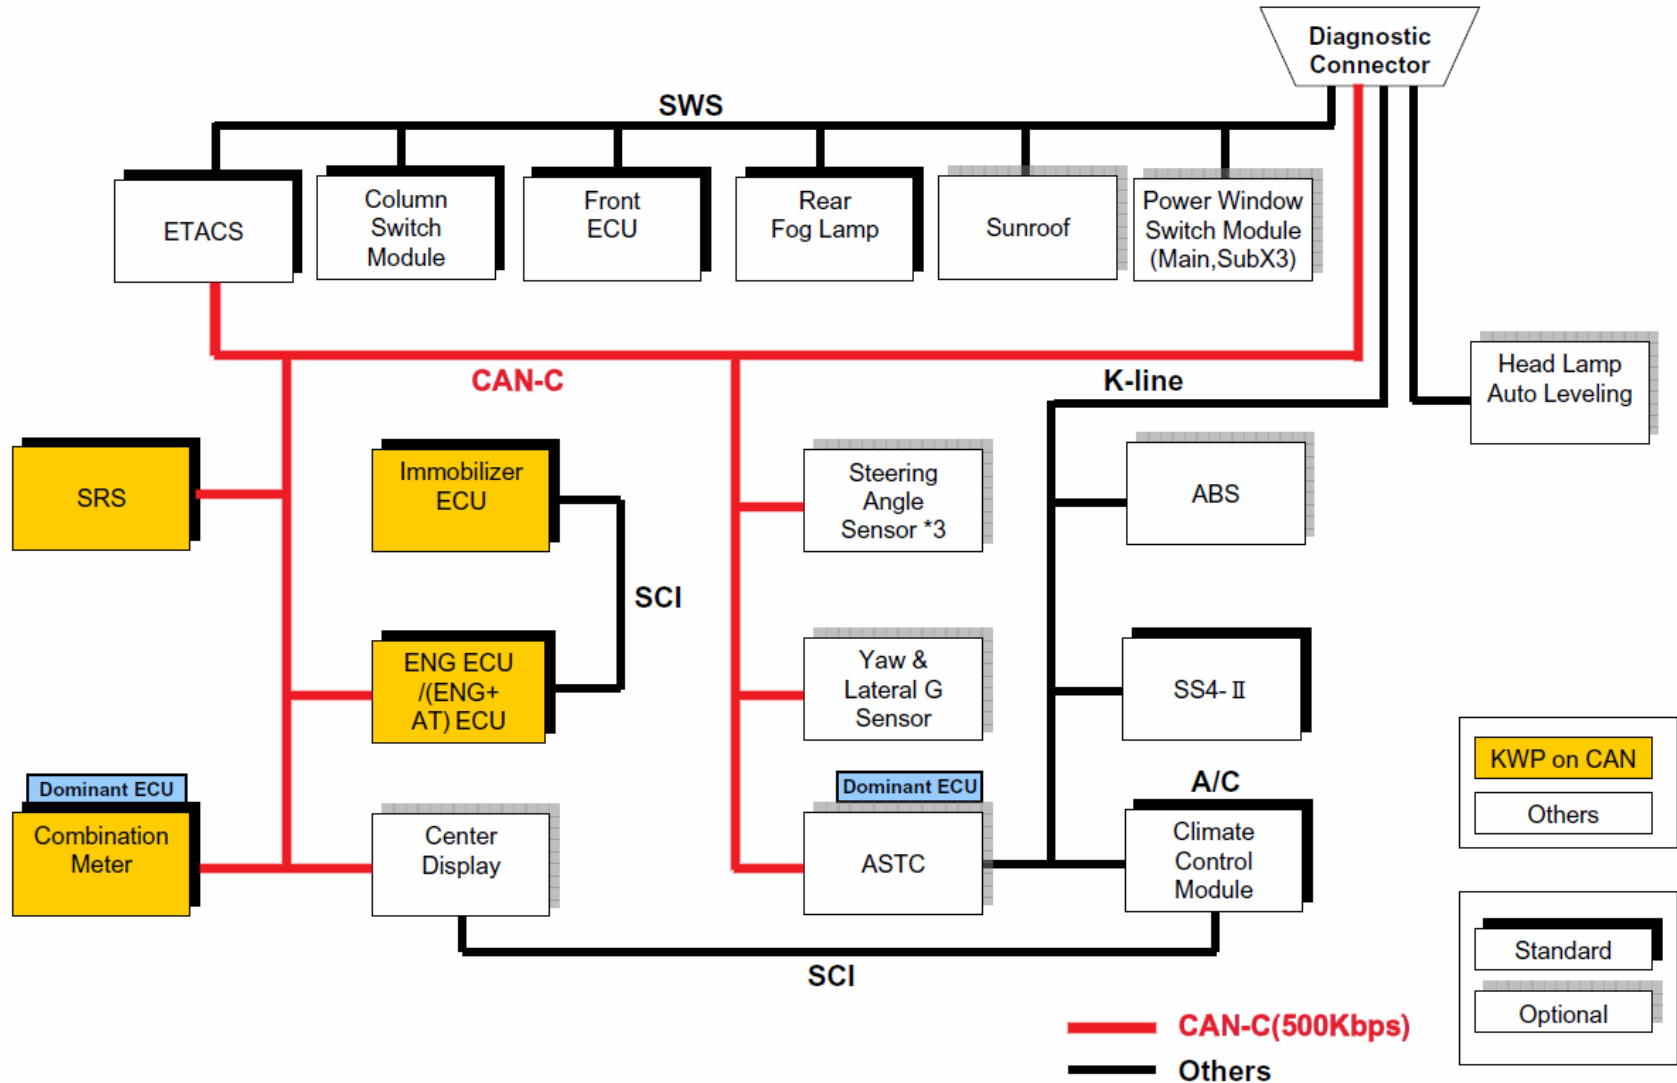 Diagnostic
Connector
SWS
ETACS
Column
Switch
Module
Front
ECU
Rear
Fog Lamp
Sunroof
Power Window
Switch Module
(Main,SubX3)
CAN-C
K-line
Head Lamp
Auto Leveling
SRS
Immobilizer
ECU
Steering
Angle
Sensor *3
ABS
SCI
ENG ECU
/(ENG+
AT) ECU
Yaw &
Lateral G
Sensor
SS4-Ⅱ
KWP on CAN
Others
Dominant ECU
Combination
Meter
Center
Display
Dominant ECU
ASTC
A/C
Climate
Control
Module
SCI
Standard
Optional
CAN-C(500Kbps)
Others